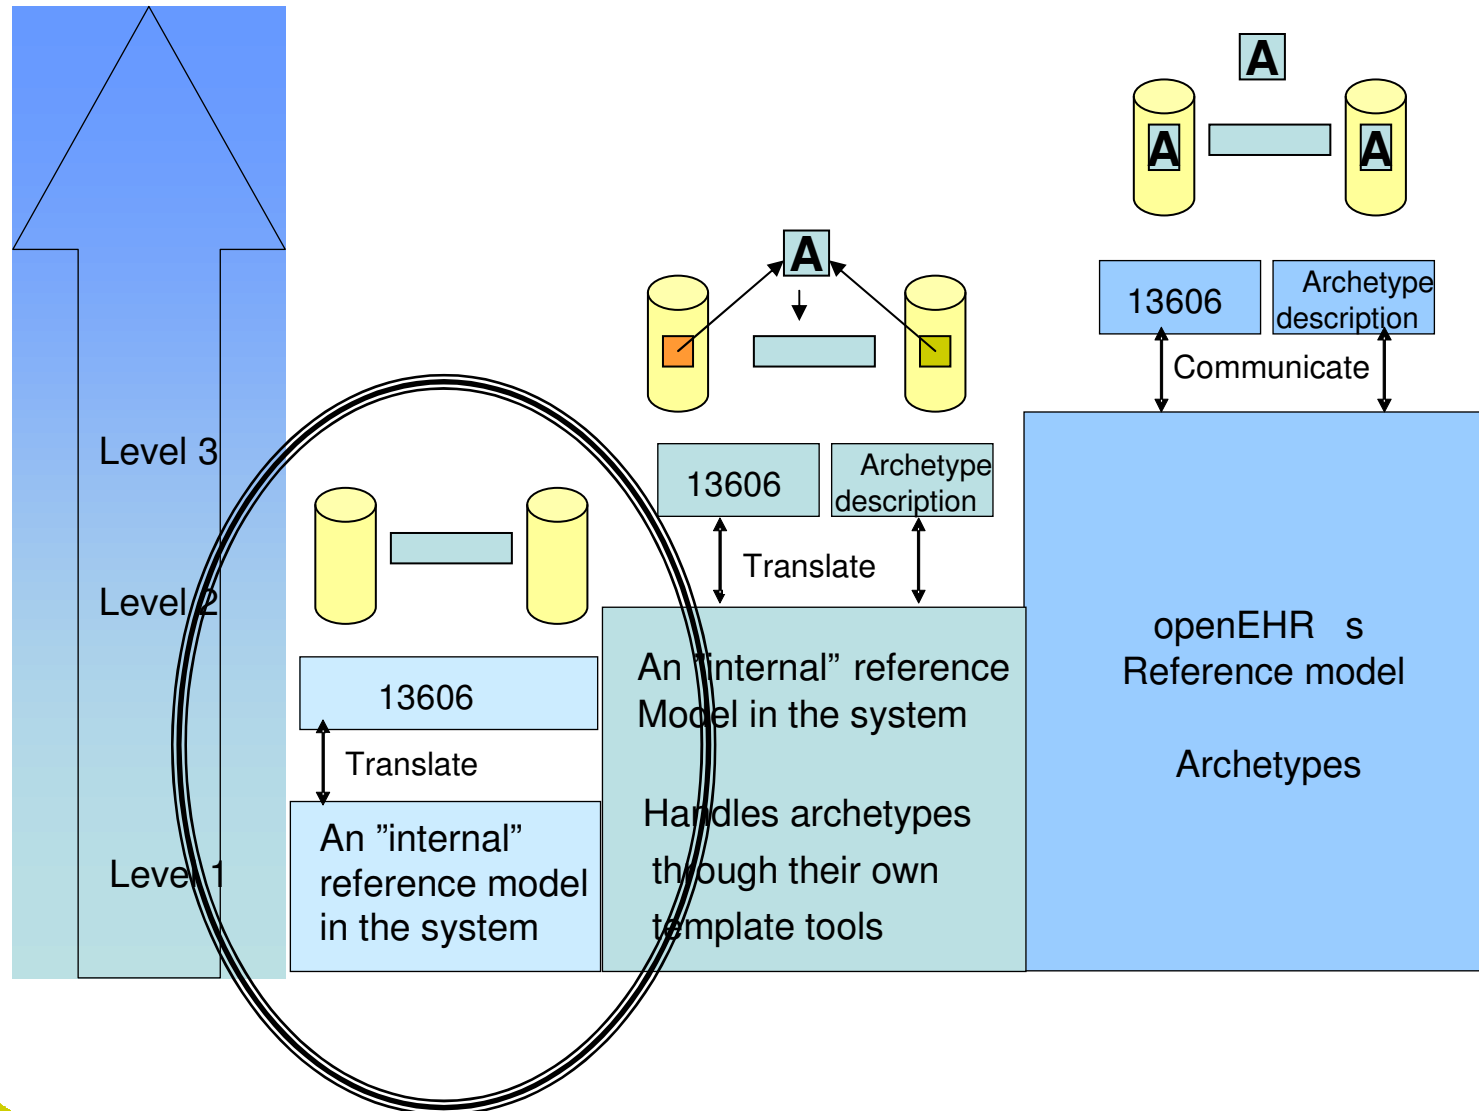 A
A
A
13606
Archetype
description
Communicate
A
Level 3
13606
Archetype
description
Translate
Level 2
openEHR s
Reference model
Archetypes
An ”internal” reference
Model in the system
Handles archetypes
through their own
template tools
13606
Translate
An ”internal”
reference model
in the system
Level 1